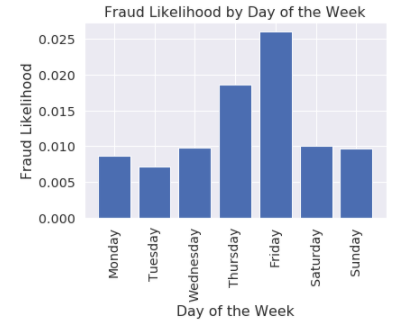 Fraud Likelihood by Day of the Week
Fraud Likelihood
0.025
0.020
0.015
0.010
0.005
0.000
Monday
Tuesday
Wednesday
Thursday
Friday
Saturday
Sunday
Day of the Week